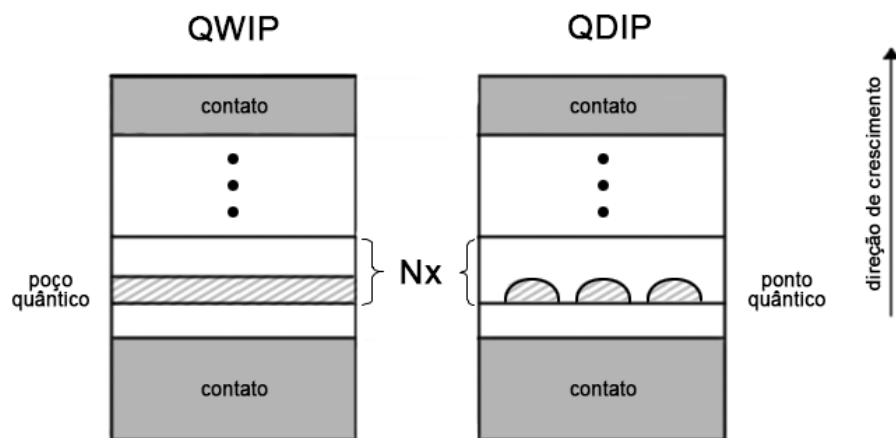 QWIP
QDIP
contato
contato
direção de crescimento
poço
quântico
Nx
ponto
quântico
contato
contato